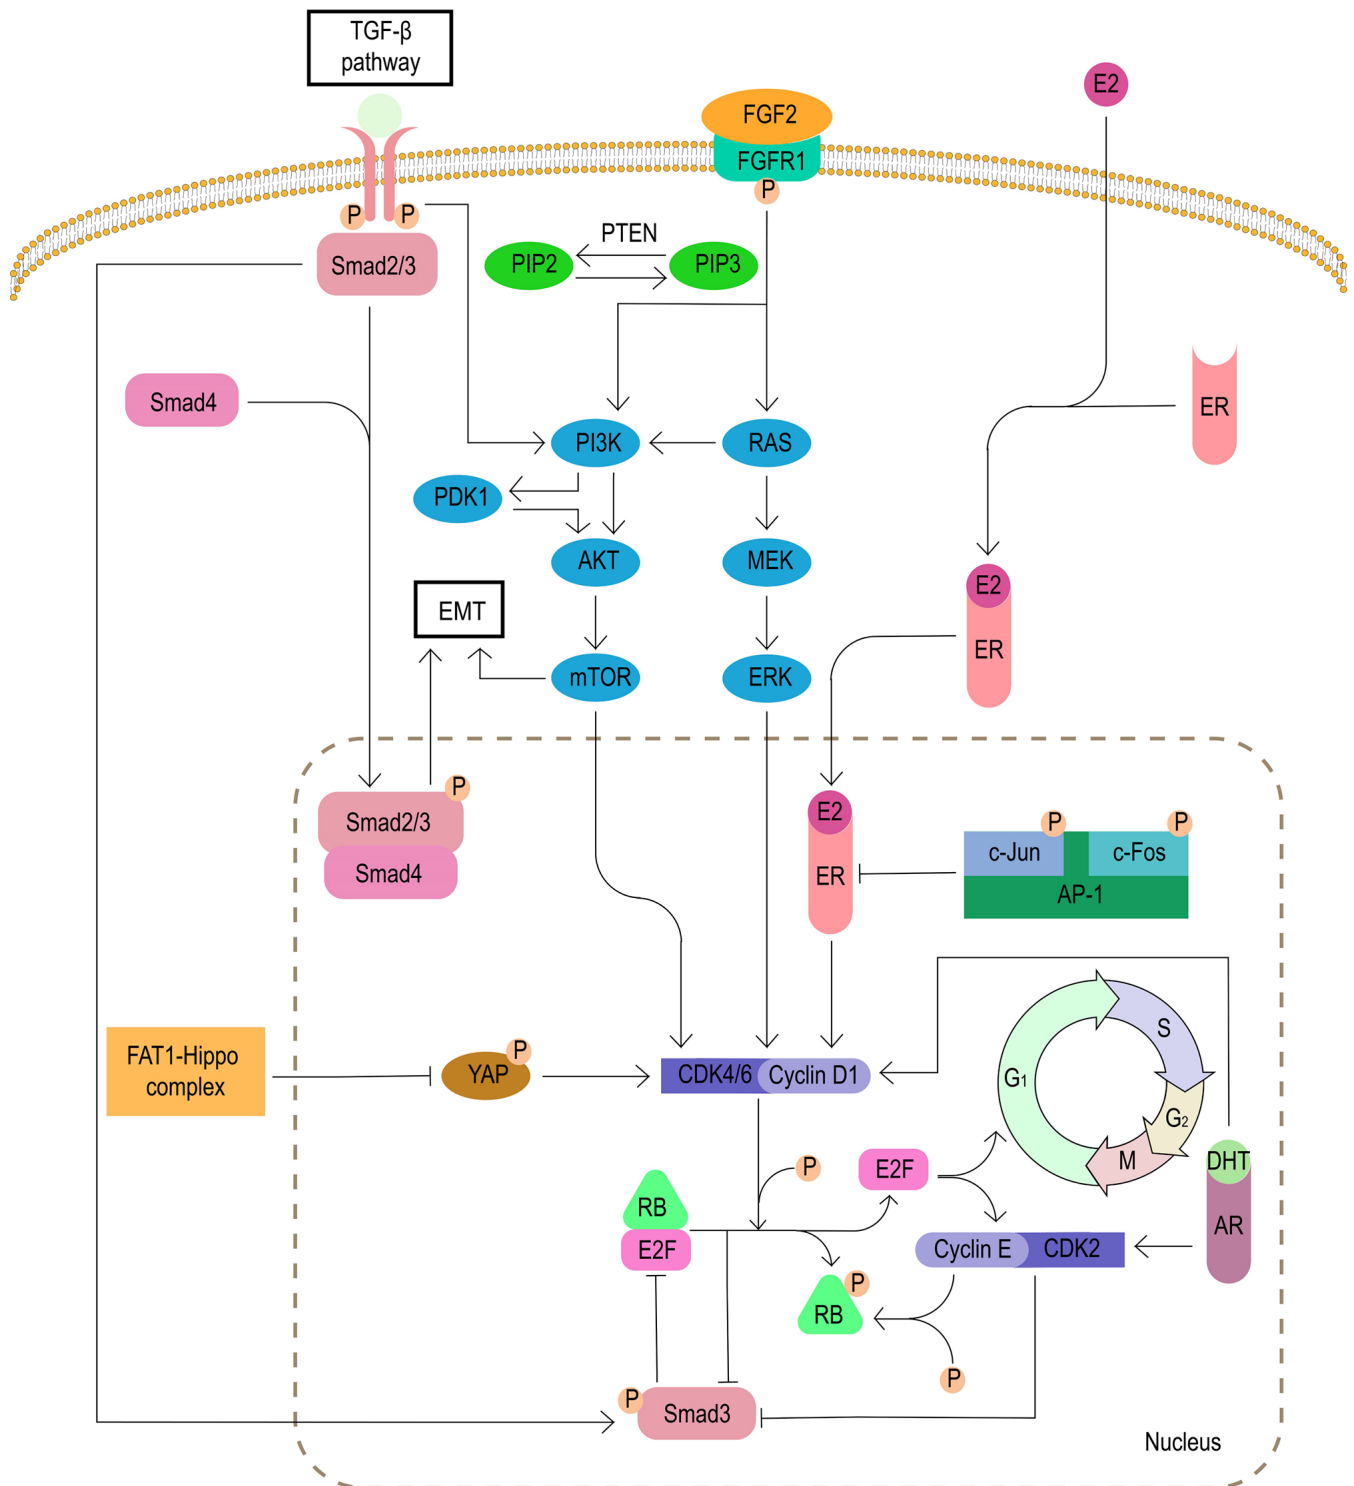 TGF-β
pathway
E2
FGF2
FGFR1
P
P
P
PTEN
Smad2/3
PIP2
PIP3
Smad4
ER
PI3K
RAS
PDK1
AKT
MEK
E2
EMT
ER
mTOR
ERK
P
E2
Smad2/3
P
P
c-Jun
c-Fos
Smad4
ER
AP-1
S
FAT1-Hippo
complex
P
YAP
CDK4/6
Cyclin D1
G1
G2
M
DHT
P
E2F
RB
AR
E2F
Cyclin E
CDK2
P
RB
P
P
Smad3
Nucleus